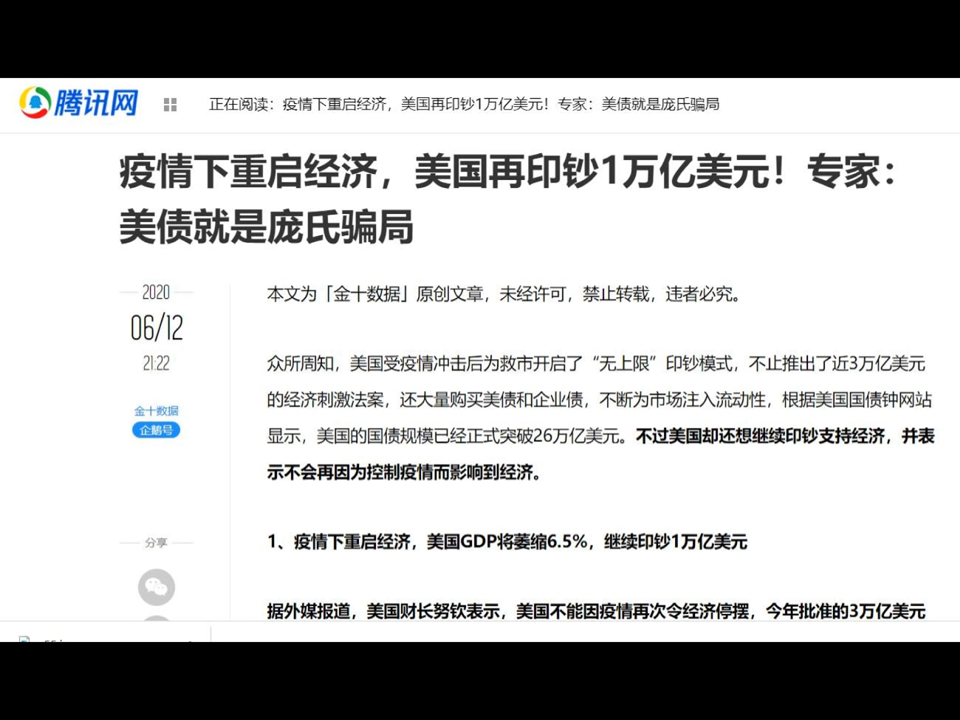 腾讯网
正在阅读：疫情下重启经济，美国再印钞1万亿美元！专家：美债就是庞氏骗局
疫情下重启经济，美国再印钞1万亿美元！专家：
美债就是庞氏骗局
2020
06/12
21:22
金十数据
企鹅号
分享
本文为「金十数据」原创文章，未经许可，禁止转载，违者必究。
众所周知，美国受疫情冲击后为救市开启了“无上限”印钞模式，不止推出了近3万亿美元
的经济刺激法案，还大量购买美债和企业债，不断为市场注入流动性，根据美国国债钟网站
显示，美国的国债规模已经正式突破26万亿美元。不过美国却还想继续印钞支持经济，并表
示不会再因为控制疫情而影响到经济。
1、疫情下重启经济，美国GDP将萎缩6.5%，继续印钞1万亿美元
据外媒报道，美国财长努钦表示，美国不能因疫情再次令经济停摆，今年批准的3万亿美元